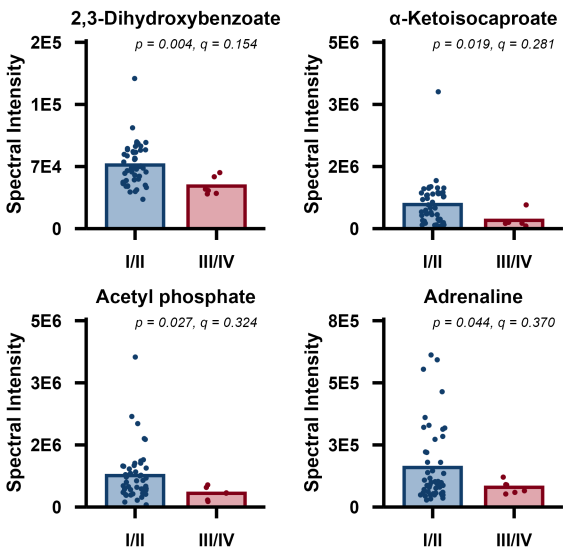 2,3-Dihydroxybenzoate
p = 0.004, q = 0.154
Spectral Intensity
2E5
1E5
7E4
0
I/II
III/IV
α-Ketoisocaproate
p = 0.019, q = 0.281
Spectral Intensity
5E6
3E6
2E6
0
I/II
III/IV
Acetyl phosphate
p = 0.027, q = 0.324
Spectral Intensity
5E6
3E6
2E6
0
I/II
III/IV
Adrenaline
p = 0.044, q = 0.370
Spectral Intensity
8E5
5E5
3E5
0
I/II
III/IV